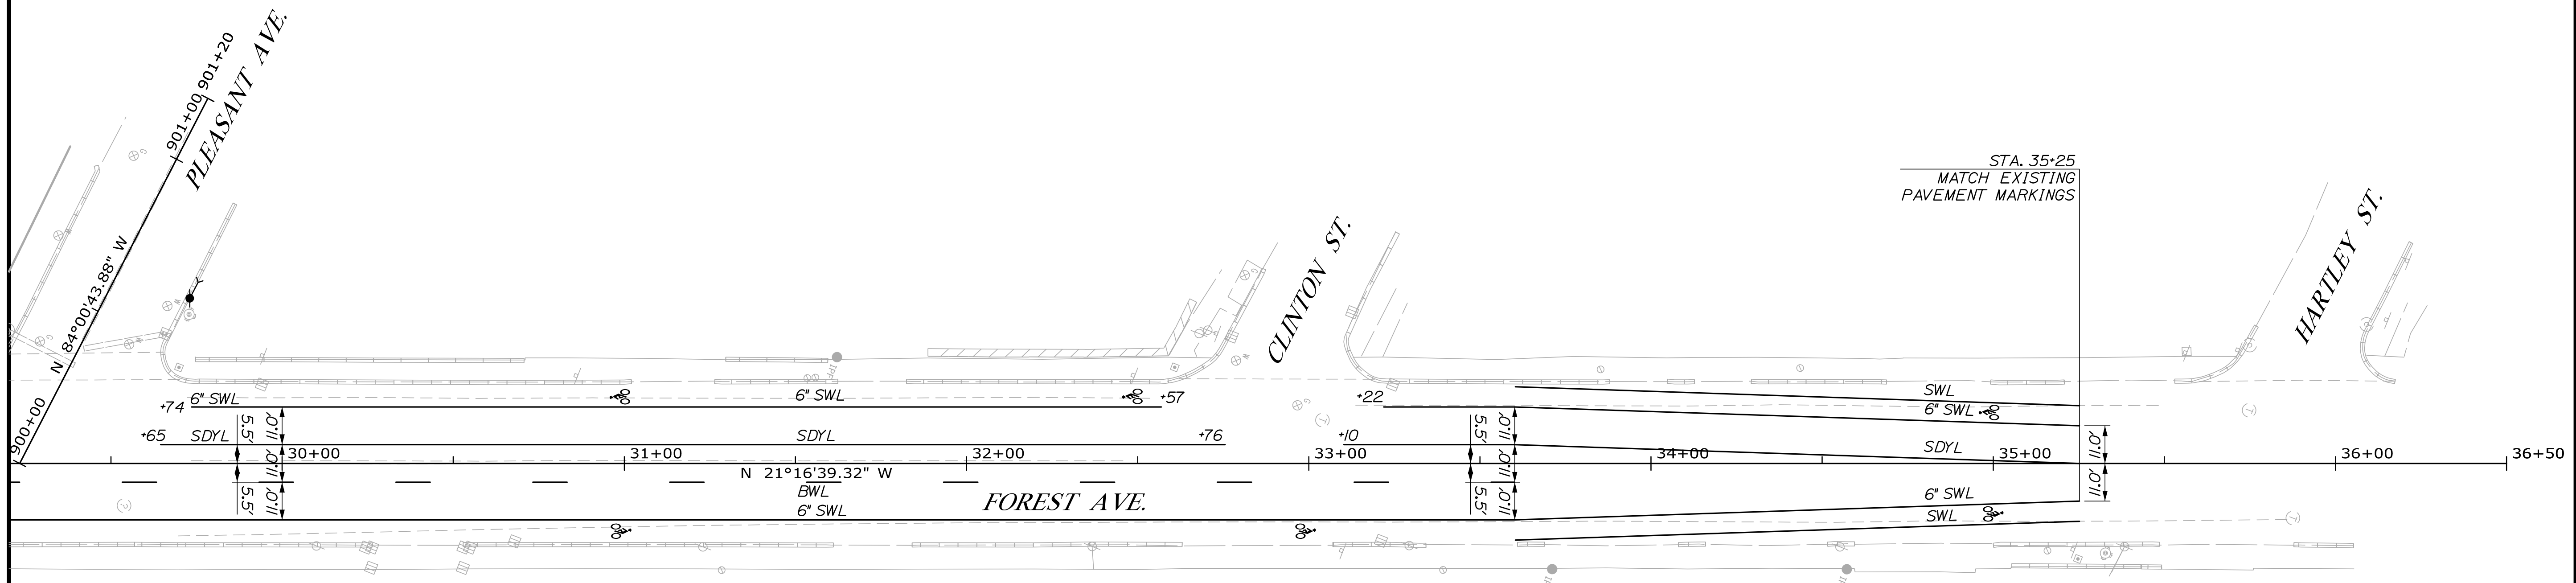 PLEASANT AVE.
901+20
901+00
N 84°00'43.88" W
900+00
STA. 35+25
MATCH EXISTING
PAVEMENT MARKINGS
CLINTON ST.
HARTLEY ST.
+74
6" SWL
6" SWL
+57
+22
SWL
6" SWL
+65
SDYL
SDYL
+76
+10
SDYL
5.5'
11.0'
5.5'
11.0'
11.0'
30+00
31+00
32+00
33+00
34+00
35+00
36+00
36+50
11.0'
N 21°16'39.32" W
11.0'
5.5'
11.0'
BWL
6" SWL
FOREST AVE.
5.5'
11.0'
6" SWL
SWL
11.0'